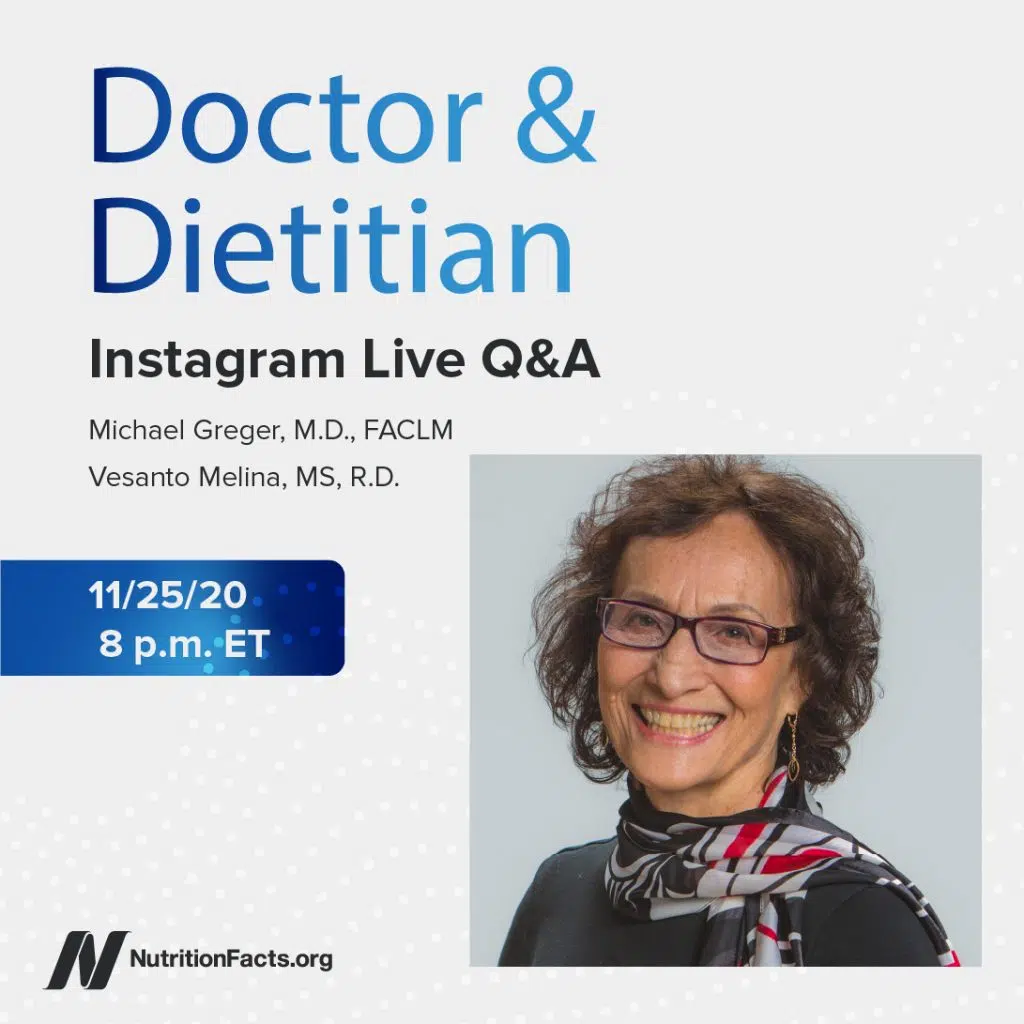 Doctor &
Dietitian
Instagram Live Q&A
Michael Greger, M.D., FACLM
Vesanto Melina, MS, R.D.
11/25/20
8 p.m. ET
NutritionFacts.org